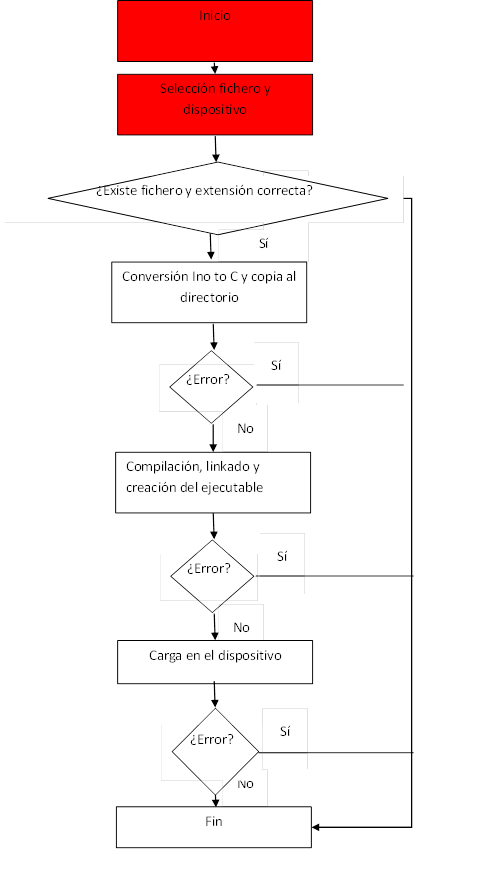 Inicio
Selección fichero y
dispositivo
¿Existe fichero y extensión correcta?
Sí
Conversión Ino to C y copia al
directorio
¿Error?
Sí
No
Compilación, linkado y
creación del ejecutable
¿Error?
Sí
No
Carga en el dispositivo
¿Error?
Sí
No
Fin